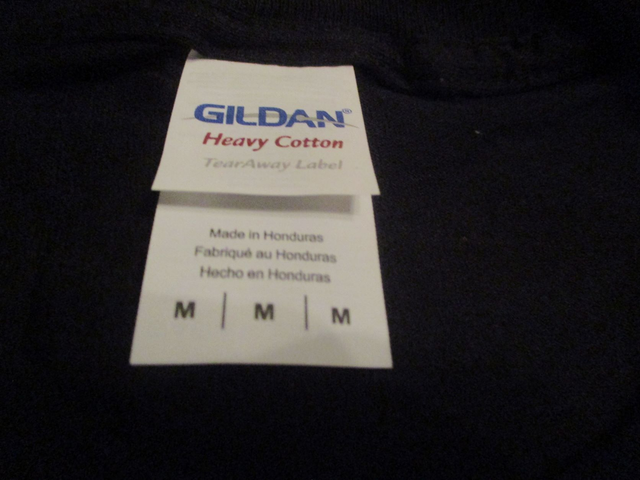 GILDAN®
Heavy Cotton
TearAway Label
Made in Honduras
Fabriqué au Honduras
Hecho en Honduras
M | M | M